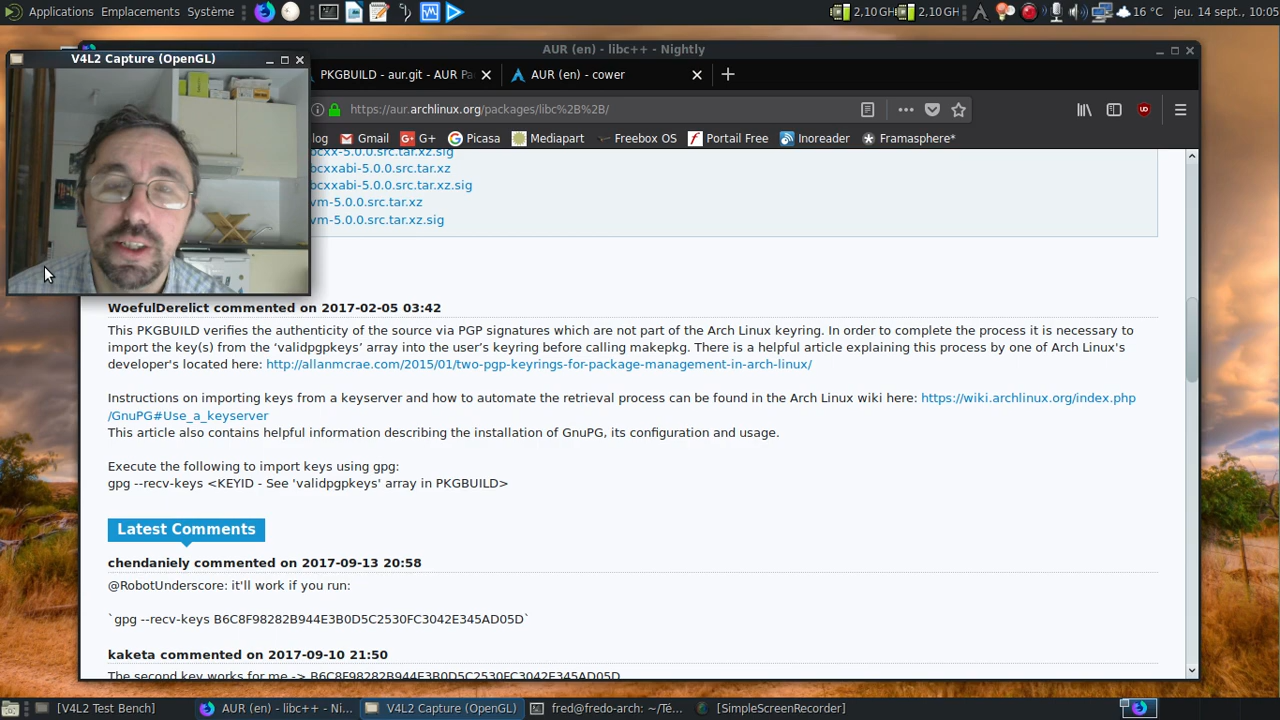 Applications Emplacements Système 2,10 GHz 2,10 GHz 16 °C jeu. 14 sept., 10:05
AUR (en) - libc++ - Nightly
V4L2 Capture (OpenGL)
PKGBUILD - aur.git - AUR Pa AUR (en) - cower
https://aur.archlinux.org/packages/libc%2B%2B/
log Gmail G+ Picasa Mediapart Freebox OS Portail Free Inoreader Framasphere*
bcxx-5.0.0.src.tar.xz.sig
bcxxabi-5.0.0.src.tar.xz
bcxxabi-5.0.0.src.tar.xz.sig
vm-5.0.0.src.tar.xz
vm-5.0.0.src.tar.xz.sig
WoefulDerelict commented on 2017-02-05 03:42
This PKGBUILD verifies the authenticity of the source via PGP signatures which are not part of the Arch Linux keyring. In order to complete the process it is necessary to
import the key(s) from the ‘validpgpkeys’ array into the user’s keyring before calling makepkg. There is a helpful article explaining this process by one of Arch Linux's
developer's located here: http://allanmcrae.com/2015/01/two-pgp-keyrings-for-package-management-in-arch-linux/
Instructions on importing keys from a keyserver and how to automate the retrieval process can be found in the Arch Linux wiki here: https://wiki.archlinux.org/index.php
/GnuPG#Use_a_keyserver
This article also contains helpful information describing the installation of GnuPG, its configuration and usage.
Execute the following to import keys using gpg:
gpg --recv-keys <KEYID - See 'validpgpkeys' array in PKGBUILD>
Latest Comments
chendaniely commented on 2017-09-13 20:58
@RobotUnderscore: it'll work if you run:
`gpg --recv-keys B6C8F98282B944E3B0D5C2530FC3042E345AD05D`
kaketa commented on 2017-09-10 21:50
The second key works for me -> B6C8F98282B944E3B0D5C2530FC3042E345AD05D
[V4L2 Test Bench] AUR (en) - libc++ - Ni... V4L2 Capture (OpenGL) fred@fredo-arch: ~/Té... [SimpleScreenRecorder]